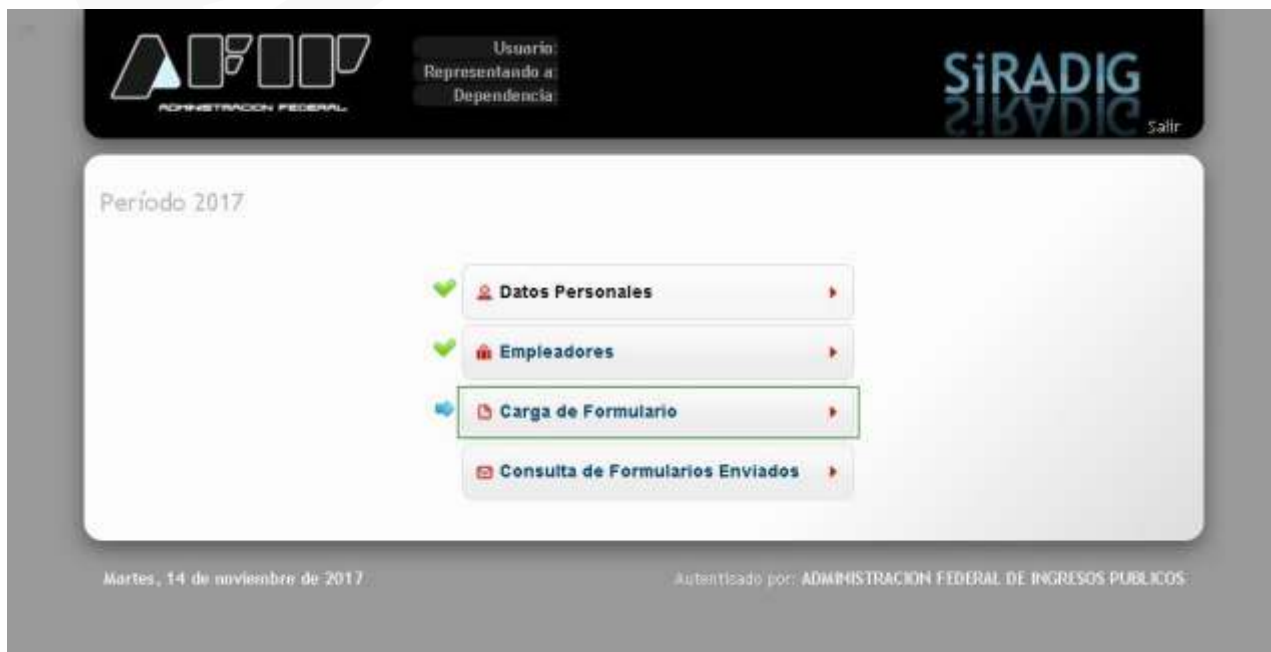 AFIP
ADMINISTRACION FEDERAL
Usuario:
Representando a:
Dependencia:
SiRADIG
Salir
Período 2017
Datos Personales
Empleadores
Carga de Formulario
Consulta de Formularios Enviados
Martes, 14 de noviembre de 2017
Autenticado por: ADMINISTRACION FEDERAL DE INGRESOS PUBLICOS